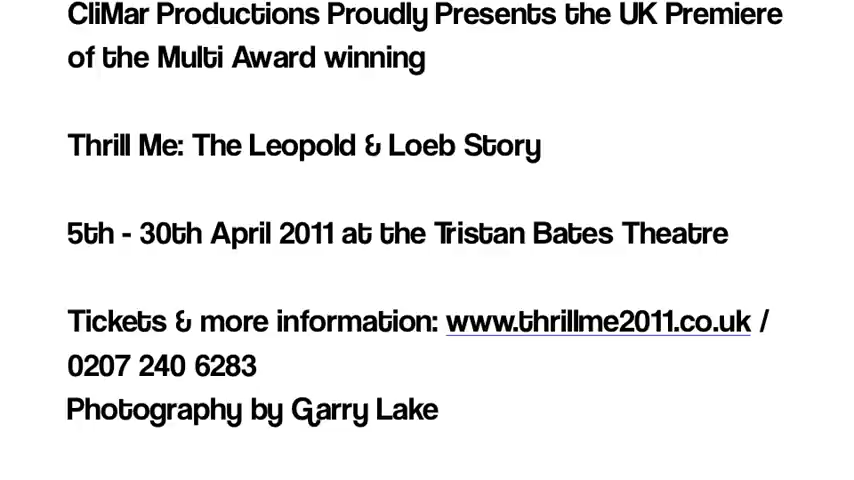 CliMar Productions Proudly Presents the UK Premiere
of the Multi Award winning
Thrill Me: The Leopold & Loeb Story
5th - 30th April 2011 at the Tristan Bates Theatre
Tickets & more information: www.thrillme2011.co.uk /
0207 240 6283
Photography by Garry Lake